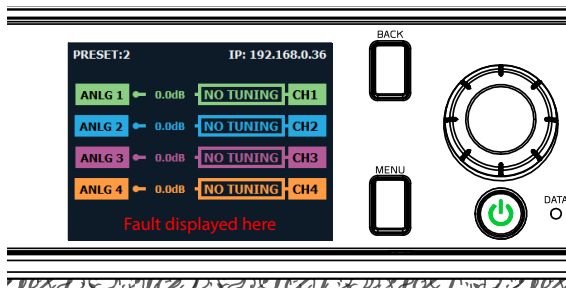 BACK
PRESET:2 IP: 192.168.0.36
ANLG 1 0.0dB NO TUNING CH1
ANLG 2 0.0dB NO TUNING CH2
ANLG 3 0.0dB NO TUNING CH3
ANLG 4 0.0dB NO TUNING CH4
Fault displayed here
MENU
DATA